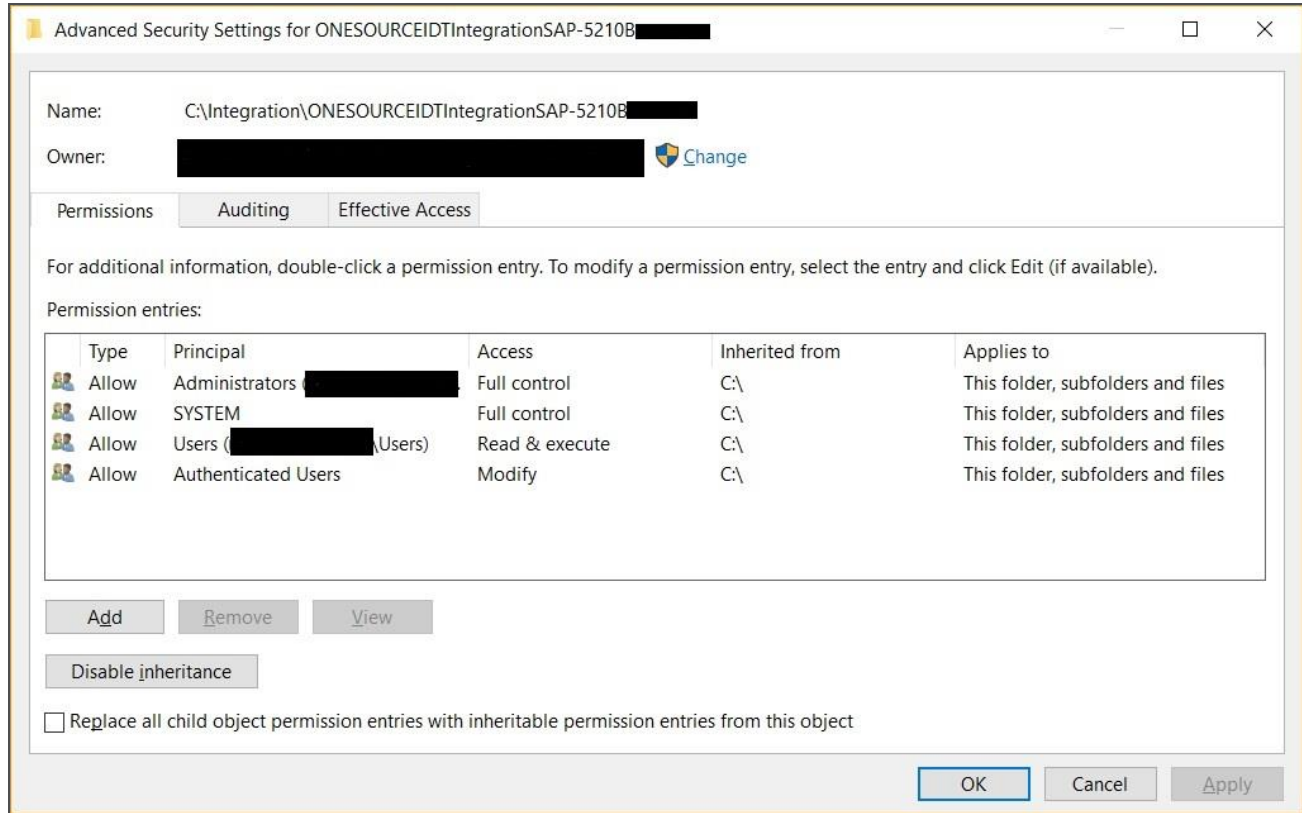 Advanced Security Settings for ONESOURCEIDTIntegrationSAP-5210B
Name: C:\Integration\ONESOURCEIDTIntegrationSAP-5210B
Owner: Change
Permissions Auditing Effective Access
For additional information, double-click a permission entry. To modify a permission entry, select the entry and click Edit (if available).
Permission entries:
Type Principal Access Inherited from Applies to
Allow Administrators ( . Full control C:\ This folder, subfolders and files
Allow SYSTEM Full control C:\ This folder, subfolders and files
Allow Users ( \Users) Read & execute C:\ This folder, subfolders and files
Allow Authenticated Users Modify C:\ This folder, subfolders and files
Add Remove View
Disable inheritance
Replace all child object permission entries with inheritable permission entries from this object
OK Cancel Apply